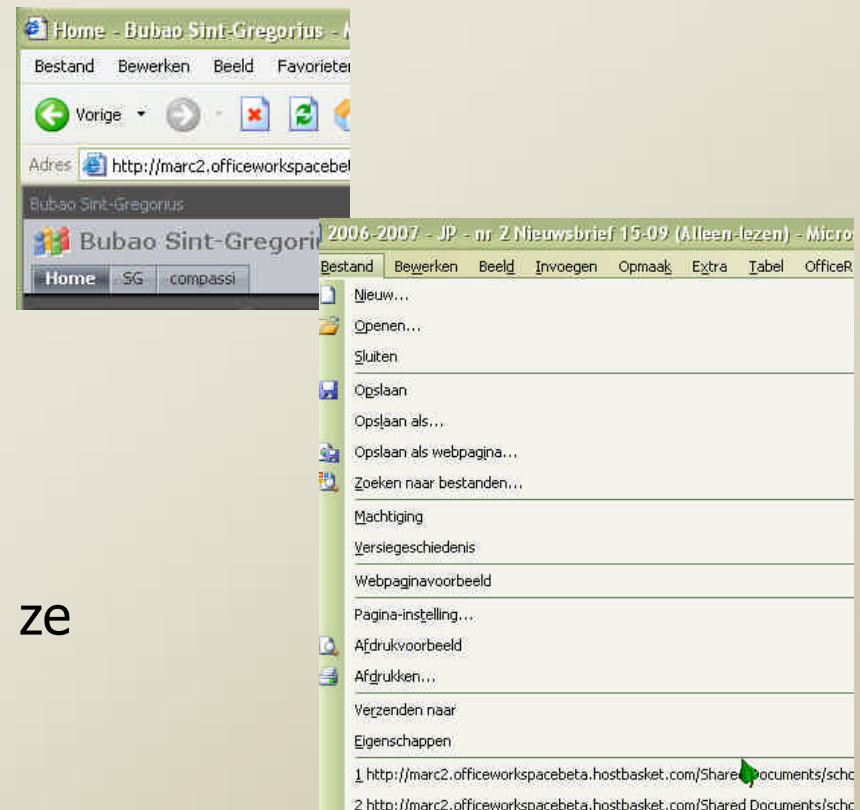 Home - Bubao Sint-Gregorius -
Bestand Bewerken Beeld Favorieten
Vorige
Adres http://marc2.officeworkspacebet
Bubao Sint-Gregorius
Bubao Sint-Gregori
Home SG compassi
2006-2007 - JP - nr 2 Nieuwsbrief 15-09 (Alleen-lezen) - Micro
Bestand Bewerken Beeld Invoegen Opmaak Extra Tabel OfficeR
Nieuw...
Openen...
Sluiten
Opslaan
Opslaan als...
Opslaan als webpagina...
Zoeken naar bestanden...
Machtiging
Versiegeschiedenis
Webpaginavoorbeeld
ze
Pagina-instelling...
Afdrukvoorbeeld
Afdrukken...
Verzenden naar
Eigenschappen
1 http://marc2.officeworkspacebeta.hostbasket.com/Shared Documents/scho
2 http://marc2.officeworkspacebeta.hostbasket.com/Shared Documents/scho